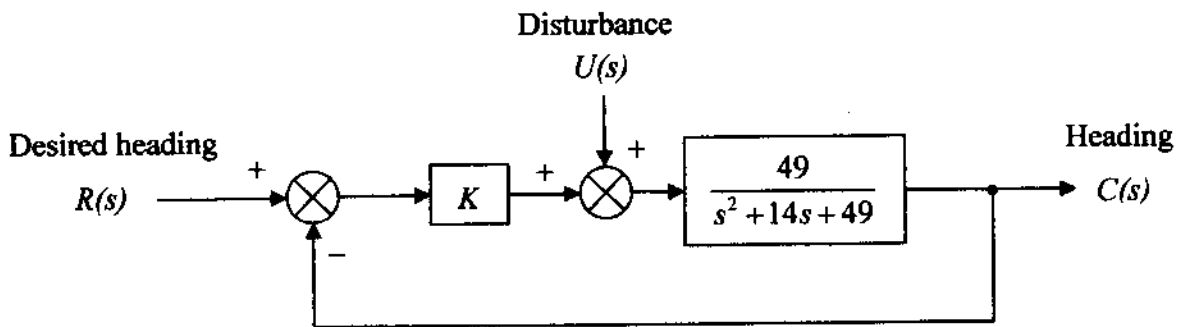 Disturbance
U(s)
Desired heading
R(s)
+
−
K
+
+
49
s² + 14s + 49
Heading
C(s)